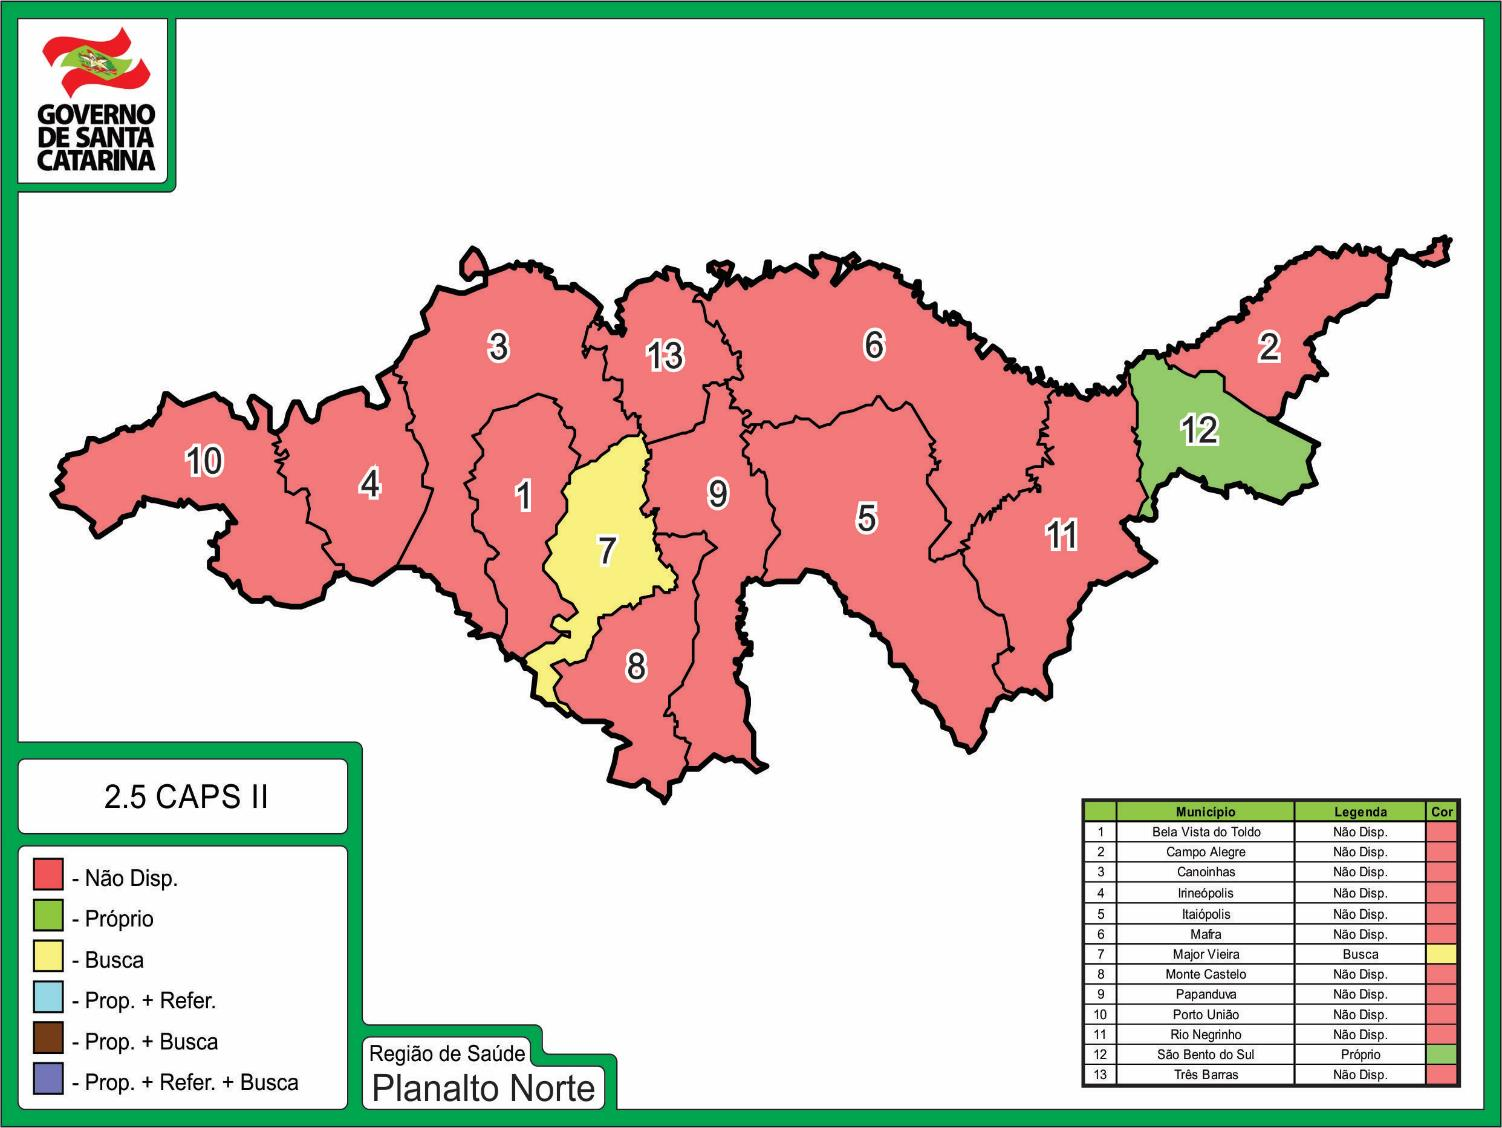 GOVERNO
DE SANTA
CATARINA
3
13
6
2
12
10
4
1
9
5
11
7
8
2.5 CAPS II
- Não Disp.
- Próprio
- Busca
- Prop. + Refer.
- Prop. + Busca
- Prop. + Refer. + Busca
Região de Saúde
Planalto Norte
Município Legenda Cor
1 Bela Vista do Toldo Não Disp.
2 Campo Alegre Não Disp.
3 Canoinhas Não Disp.
4 Irineópolis Não Disp.
5 Itaiópolis Não Disp.
6 Mafra Não Disp.
7 Major Vieira Busca
8 Monte Castelo Não Disp.
9 Papanduva Não Disp.
10 Porto União Não Disp.
11 Rio Negrinho Não Disp.
12 São Bento do Sul Próprio
13 Três Barras Não Disp.